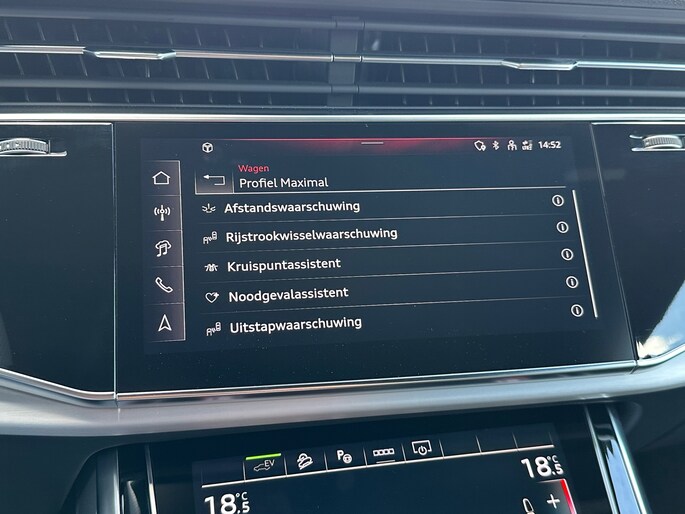 14:52
Wagen
Profiel Maximal
Afstandswaarschuwing
Rijstrookwisselwaarschuwing
Kruispuntassistent
Noodgevalassistent
Uitstapwaarschuwing
EV
P
18.5 °C
18.5 °C
+